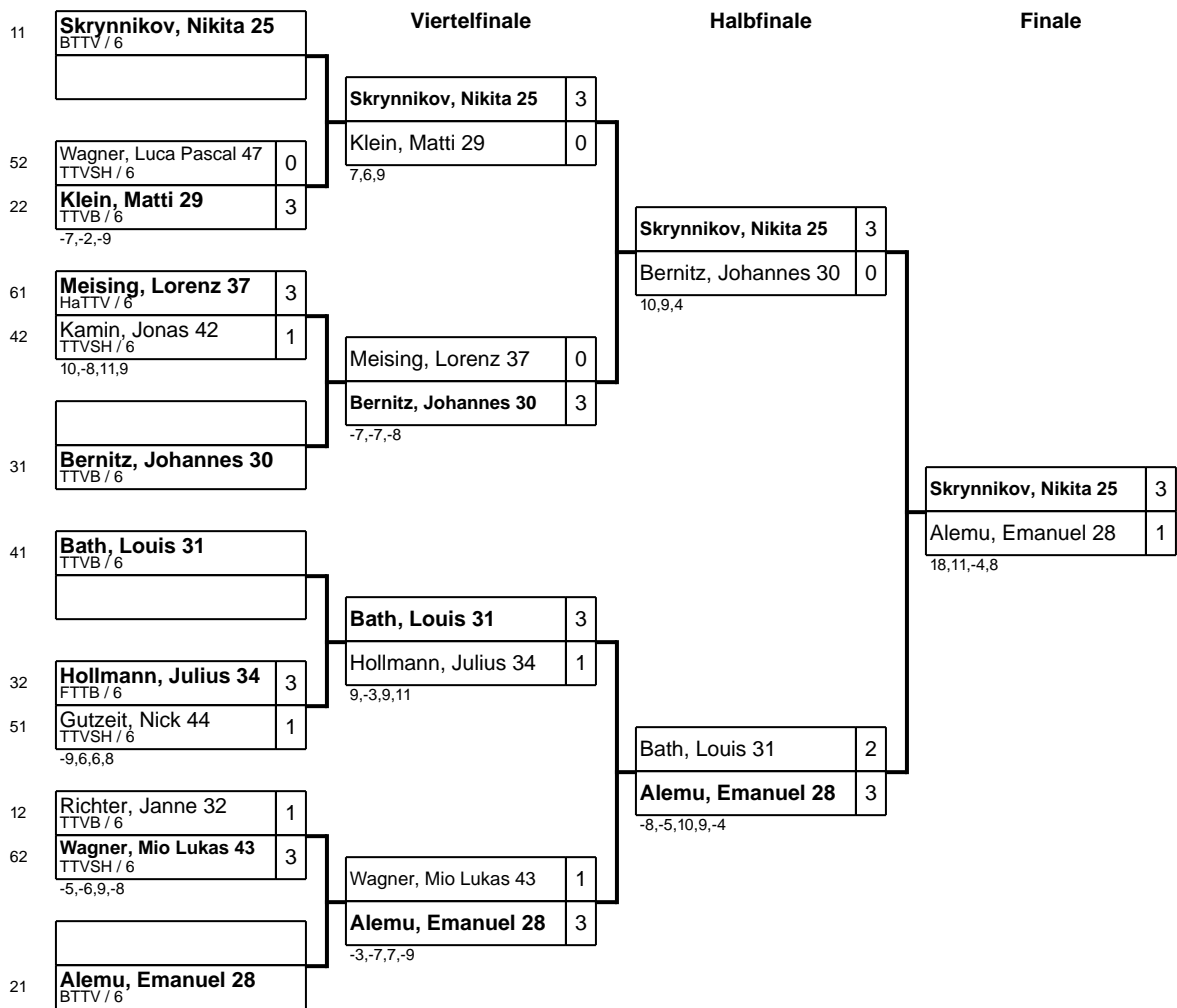 Viertelfinale
Halbfinale
Finale
11
Skrynnikov, Nikita 25
BTTV / 6
52
Wagner, Luca Pascal 47
0
TTVSH / 6
22
Klein, Matti 29
3
TTVB / 6
-7,-2,-9
61
Meising, Lorenz 37
3
HaTTV / 6
42
Kamin, Jonas 42
1
TTVSH / 6
10,-8,11,9
31
Bernitz, Johannes 30
TTVB / 6
41
Bath, Louis 31
TTVB / 6
32
Hollmann, Julius 34
3
FTTB / 6
51
Gutzeit, Nick 44
1
TTVSH / 6
-9,6,6,8
12
Richter, Janne 32
1
TTVB / 6
62
Wagner, Mio Lukas 43
3
TTVSH / 6
-5,-6,9,-8
21
Alemu, Emanuel 28
BTTV / 6
Skrynnikov, Nikita 25
3
Klein, Matti 29
0
7,6,9
Meising, Lorenz 37
0
Bernitz, Johannes 30
3
-7,-7,-8
Bath, Louis 31
3
Hollmann, Julius 34
1
9,-3,9,11
Wagner, Mio Lukas 43
1
Alemu, Emanuel 28
3
-3,-7,7,-9
Skrynnikov, Nikita 25
3
Bernitz, Johannes 30
0
10,9,4
Bath, Louis 31
2
Alemu, Emanuel 28
3
-8,-5,10,9,-4
Skrynnikov, Nikita 25
3
Alemu, Emanuel 28
1
18,11,-4,8